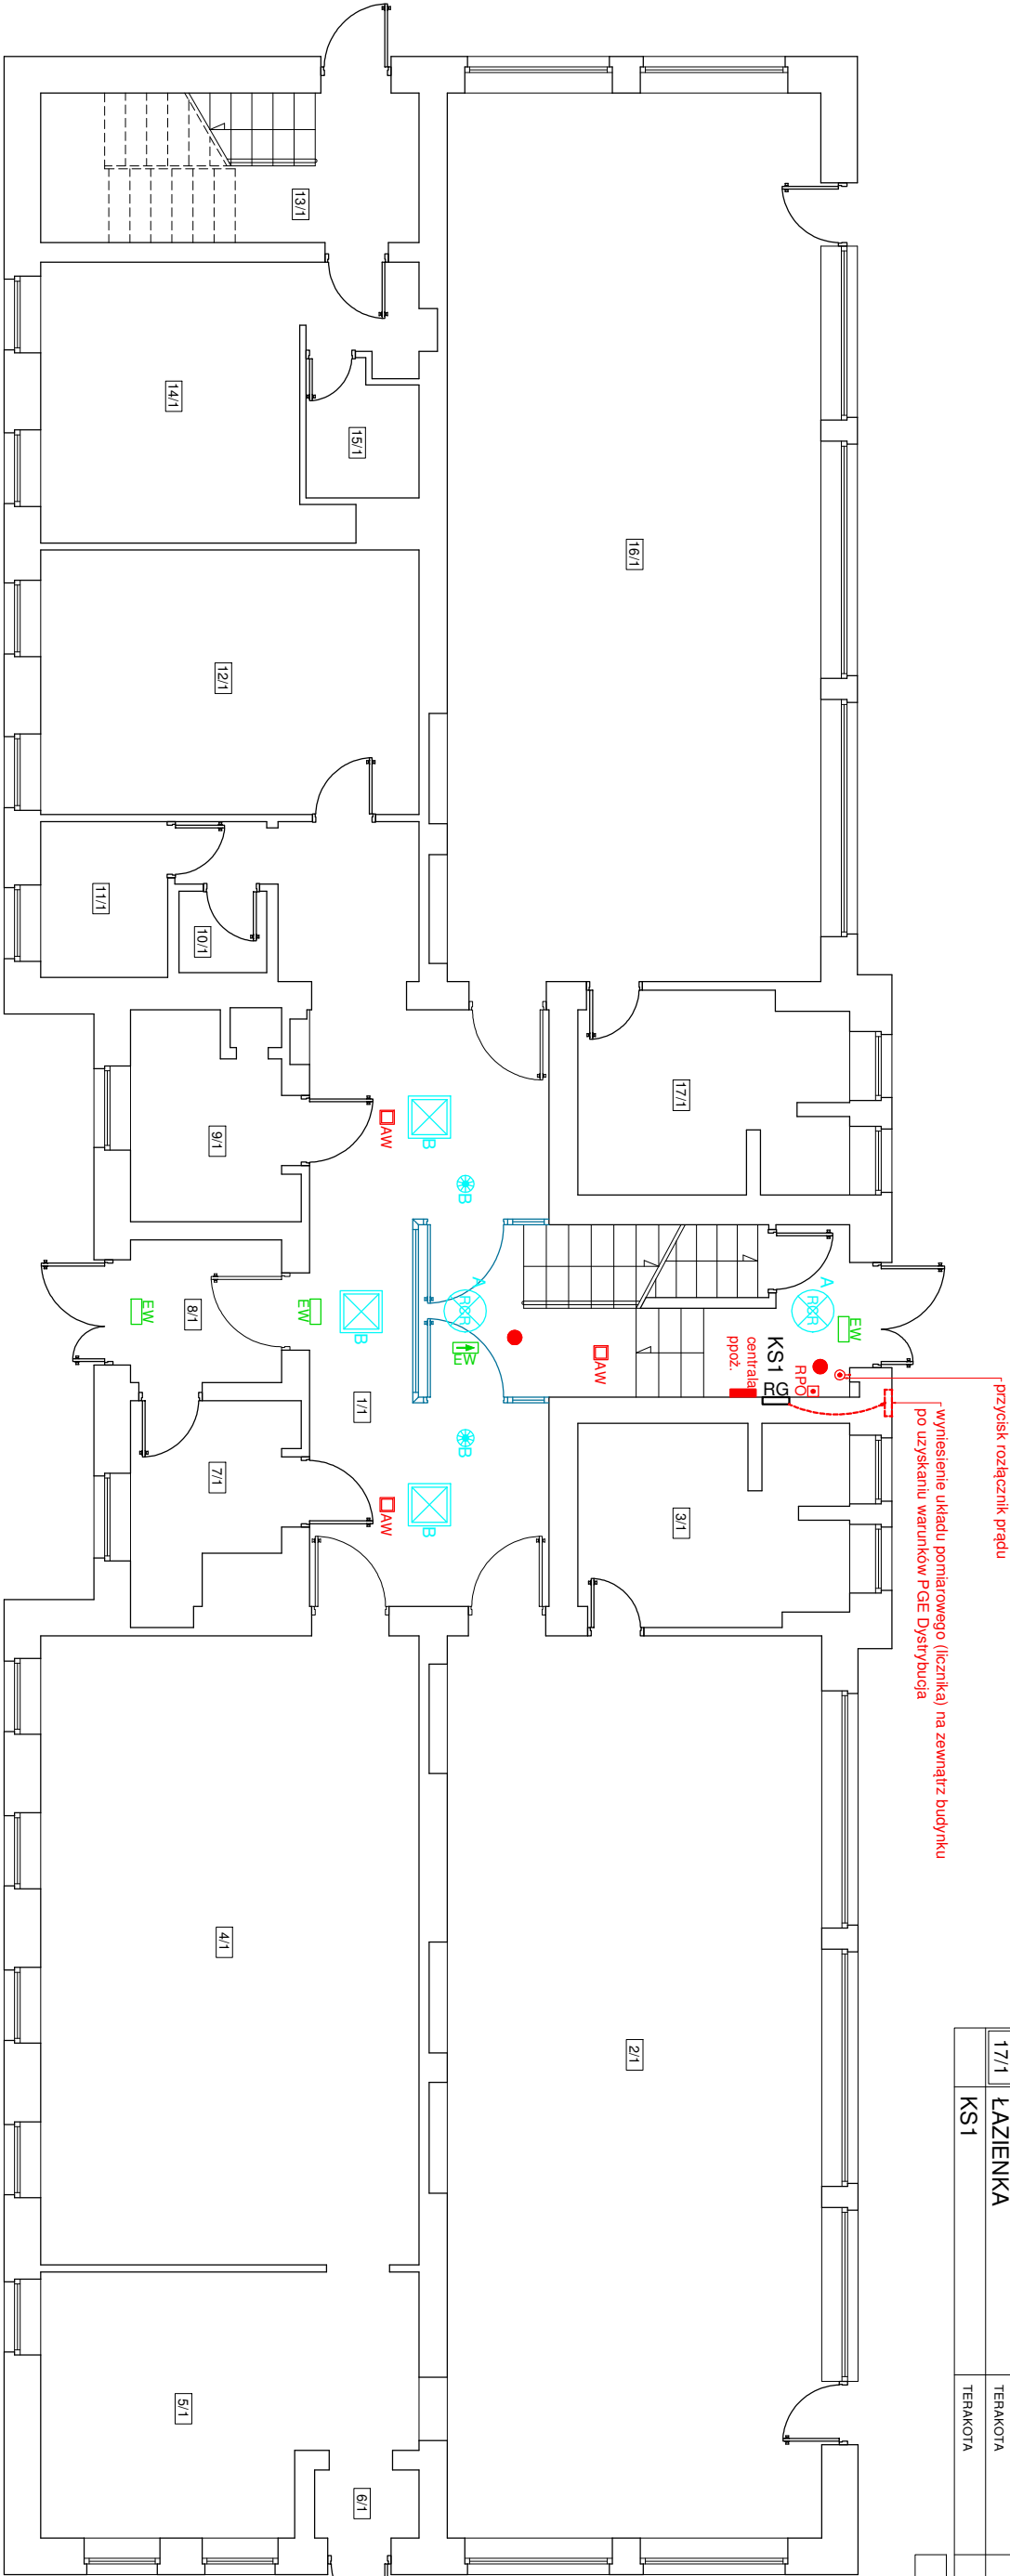 przycisk rozłącznik prądu
wyniesienie układu pomiarowego (licznika) na zewnątrz budynku
po uzyskaniu warunków PGE Dystrybucja
17/1 ŁAZIENKA TERAKOTA
KS1 TERAKOTA
A
R&R
EW
RPO
KS1
RG
centrala
ppoż.
17/1
3/1
16/1
2/1
AW
A
R&R
EW
B
B
B
B
AW
AW
B
1/1
EW
EW
15/1
13/1
14/1
12/1
10/1
11/1
9/1
8/1
7/1
4/1
5/1
6/1